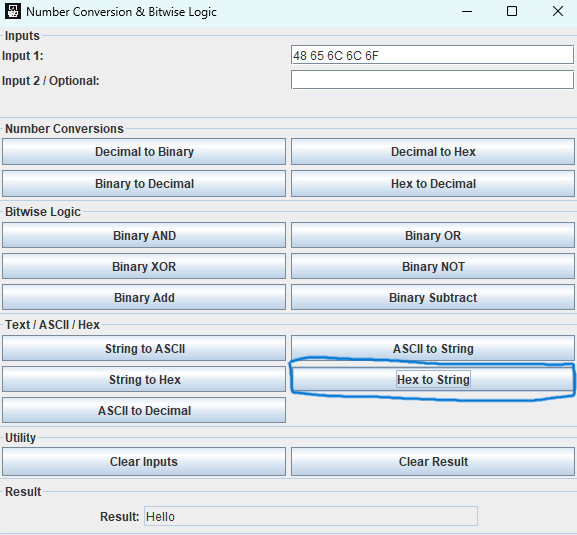 Number Conversion & Bitwise Logic
Inputs
Input 1: 48 65 6C 6C 6F
Input 2 / Optional:
Number Conversions
Decimal to Binary Decimal to Hex
Binary to Decimal Hex to Decimal
Bitwise Logic
Binary AND Binary OR
Binary XOR Binary NOT
Binary Add Binary Subtract
Text / ASCII / Hex
String to ASCII ASCII to String
String to Hex Hex to String
ASCII to Decimal
Utility
Clear Inputs Clear Result
Result
Result: Hello